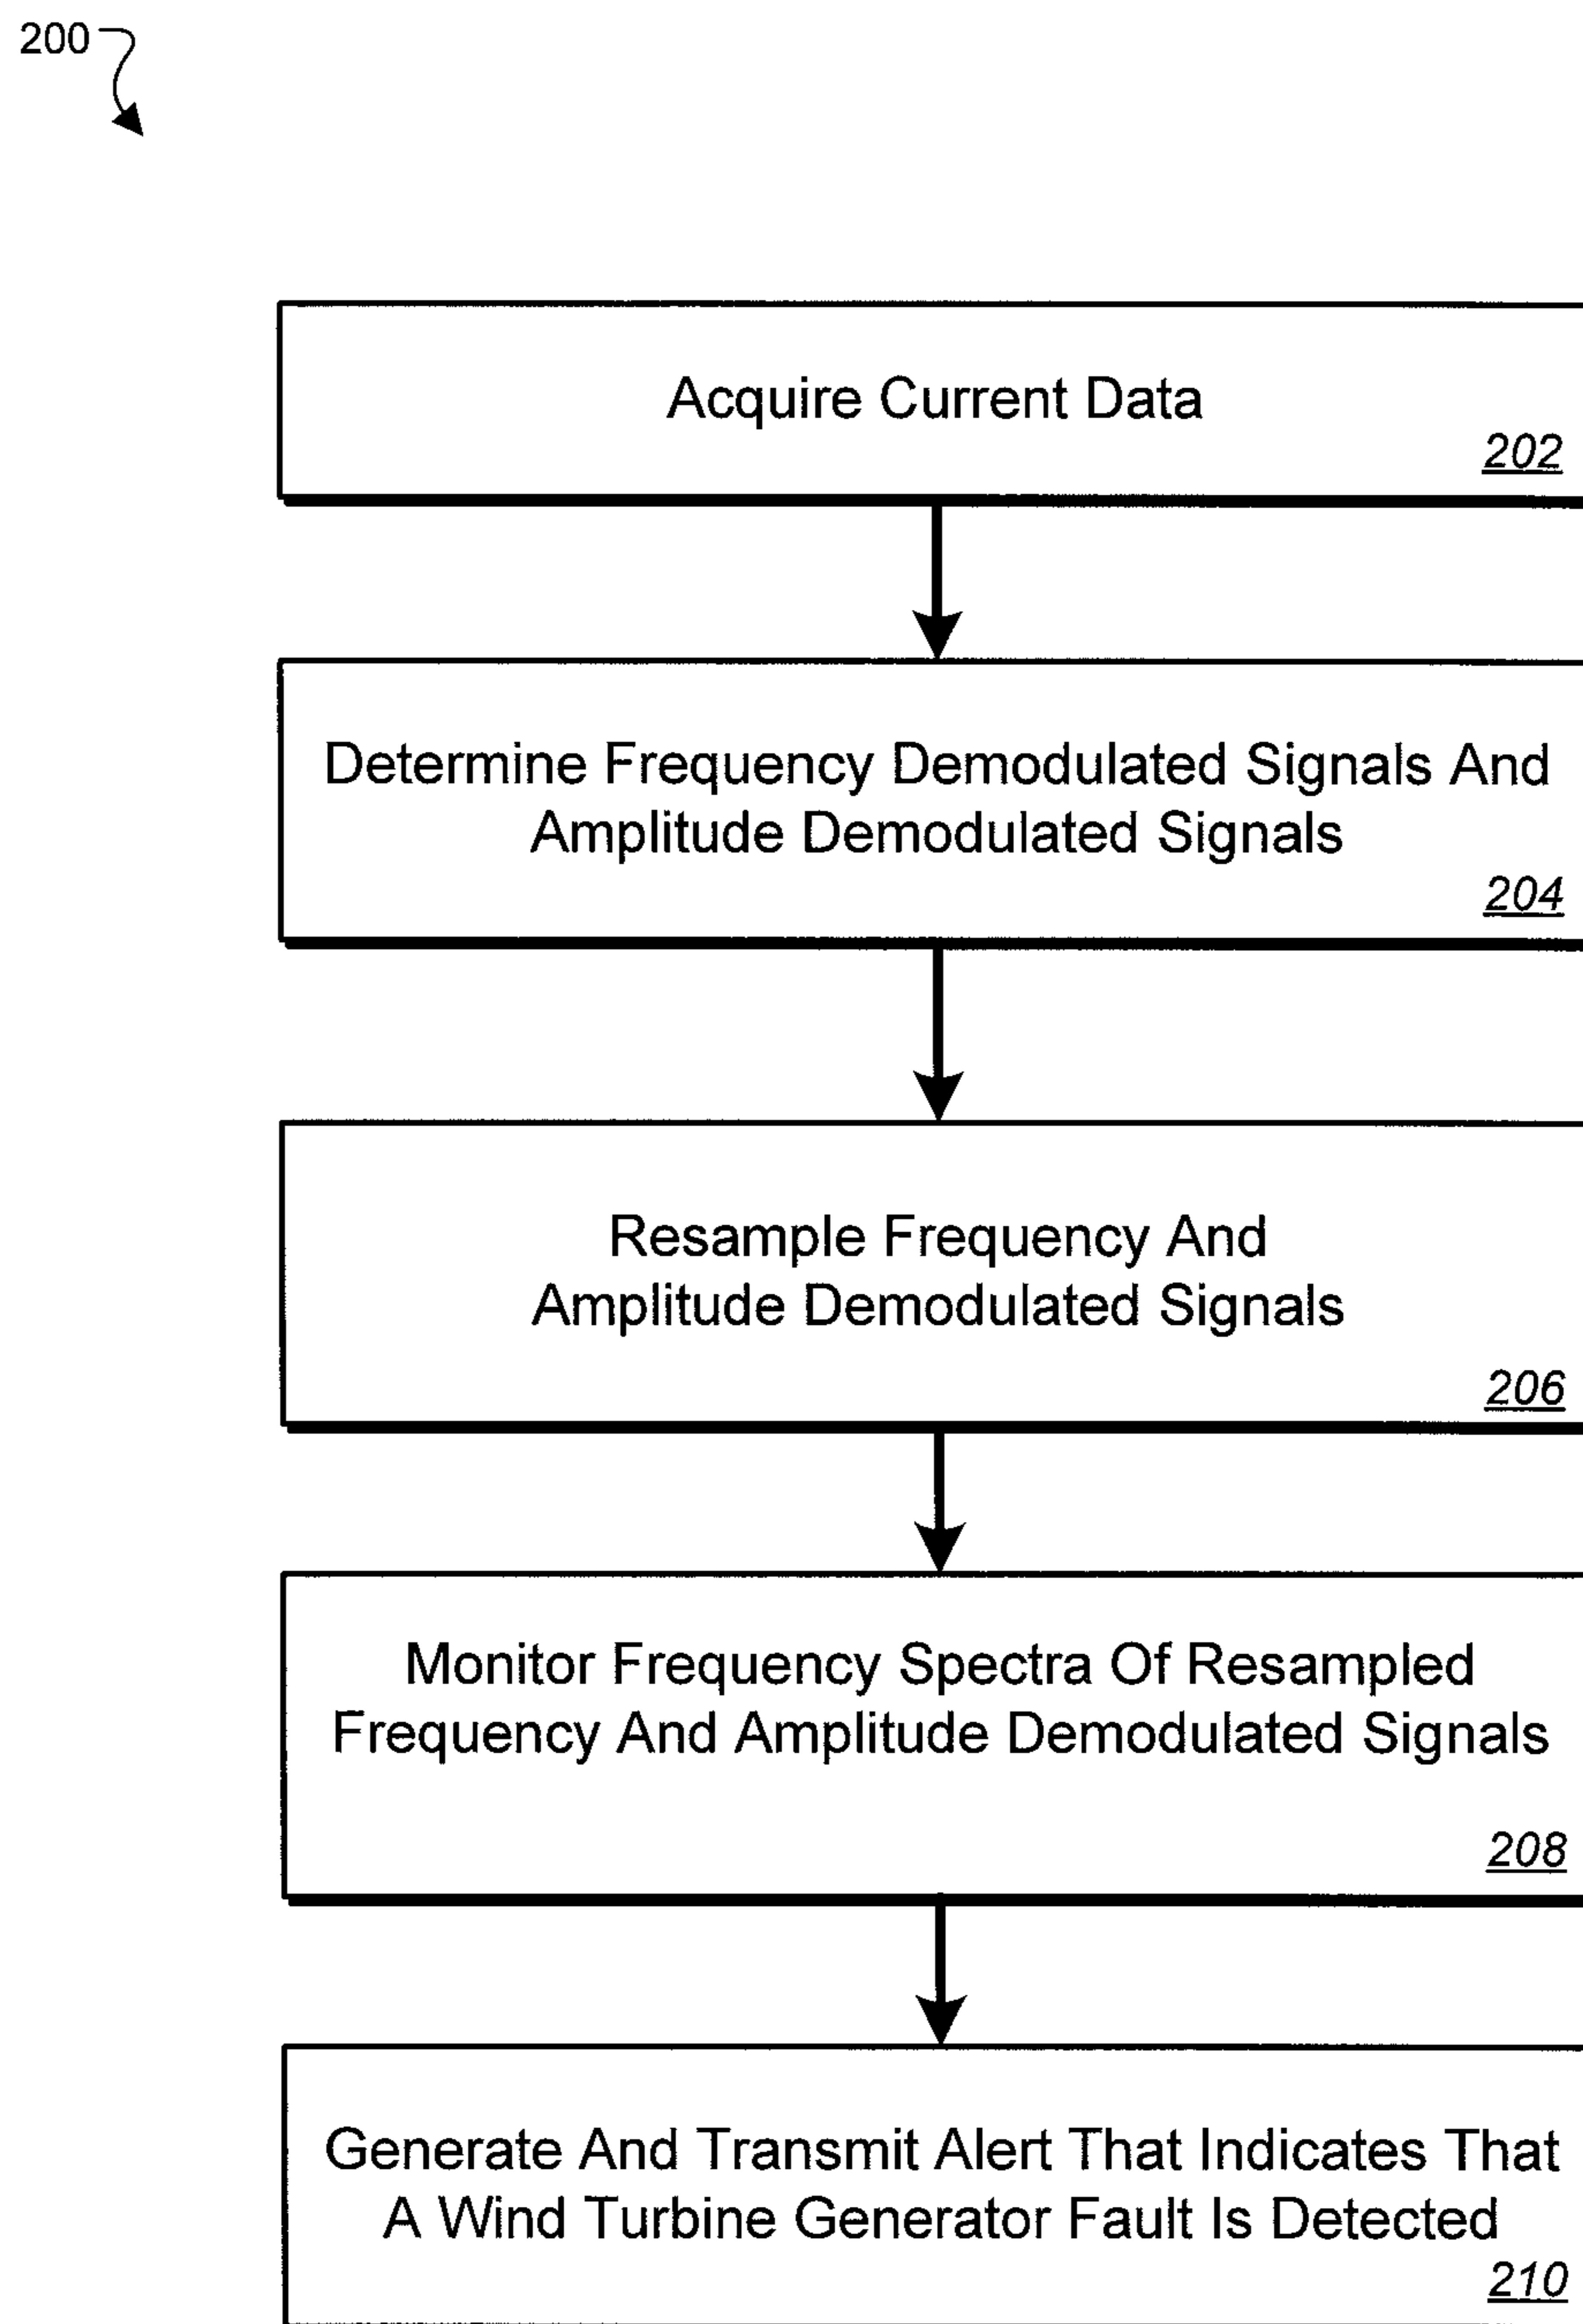 200
Acquire Current Data
202
Determine Frequency Demodulated Signals And
Amplitude Demodulated Signals
204
Resample Frequency And
Amplitude Demodulated Signals
206
Monitor Frequency Spectra Of Resampled
Frequency And Amplitude Demodulated Signals
208
Generate And Transmit Alert That Indicates That
A Wind Turbine Generator Fault Is Detected
210